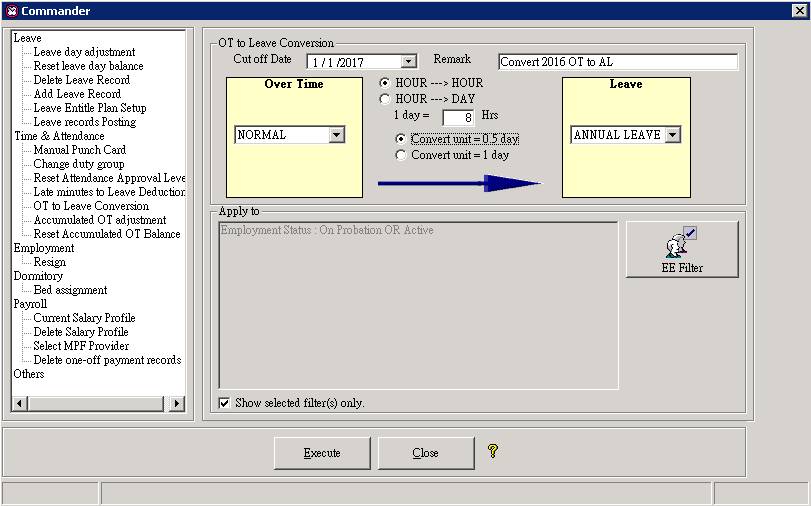 Commander
Leave
Leave day adjustment
Reset leave day balance
Delete Leave Record
Add Leave Record
Leave Entitle Plan Setup
Leave records Posting
Time & Attendance
Manual Punch Card
Change duty group
Reset Attendance Approval Leve
Late minutes to Leave Deduction
OT to Leave Conversion
Accumulated OT adjustment
Reset Accumulated OT Balance
Employment
Resign
Dormitory
Bed assignment
Payroll
Current Salary Profile
Delete Salary Profile
Select MPF Provider
Delete one-off payment records
Others
OT to Leave Conversion
Cut off Date 1 / 1 /2017 Remark Convert 2016 OT to AL
Over Time
NORMAL
HOUR ---> HOUR
HOUR ---> DAY
1 day = 8 Hrs
Convert unit = 0.5 day
Convert unit = 1 day
Leave
ANNUAL LEAVE
Apply to
Employment Status : On Probation OR Active
EE Filter
Show selected filter(s) only.
Execute Close ?